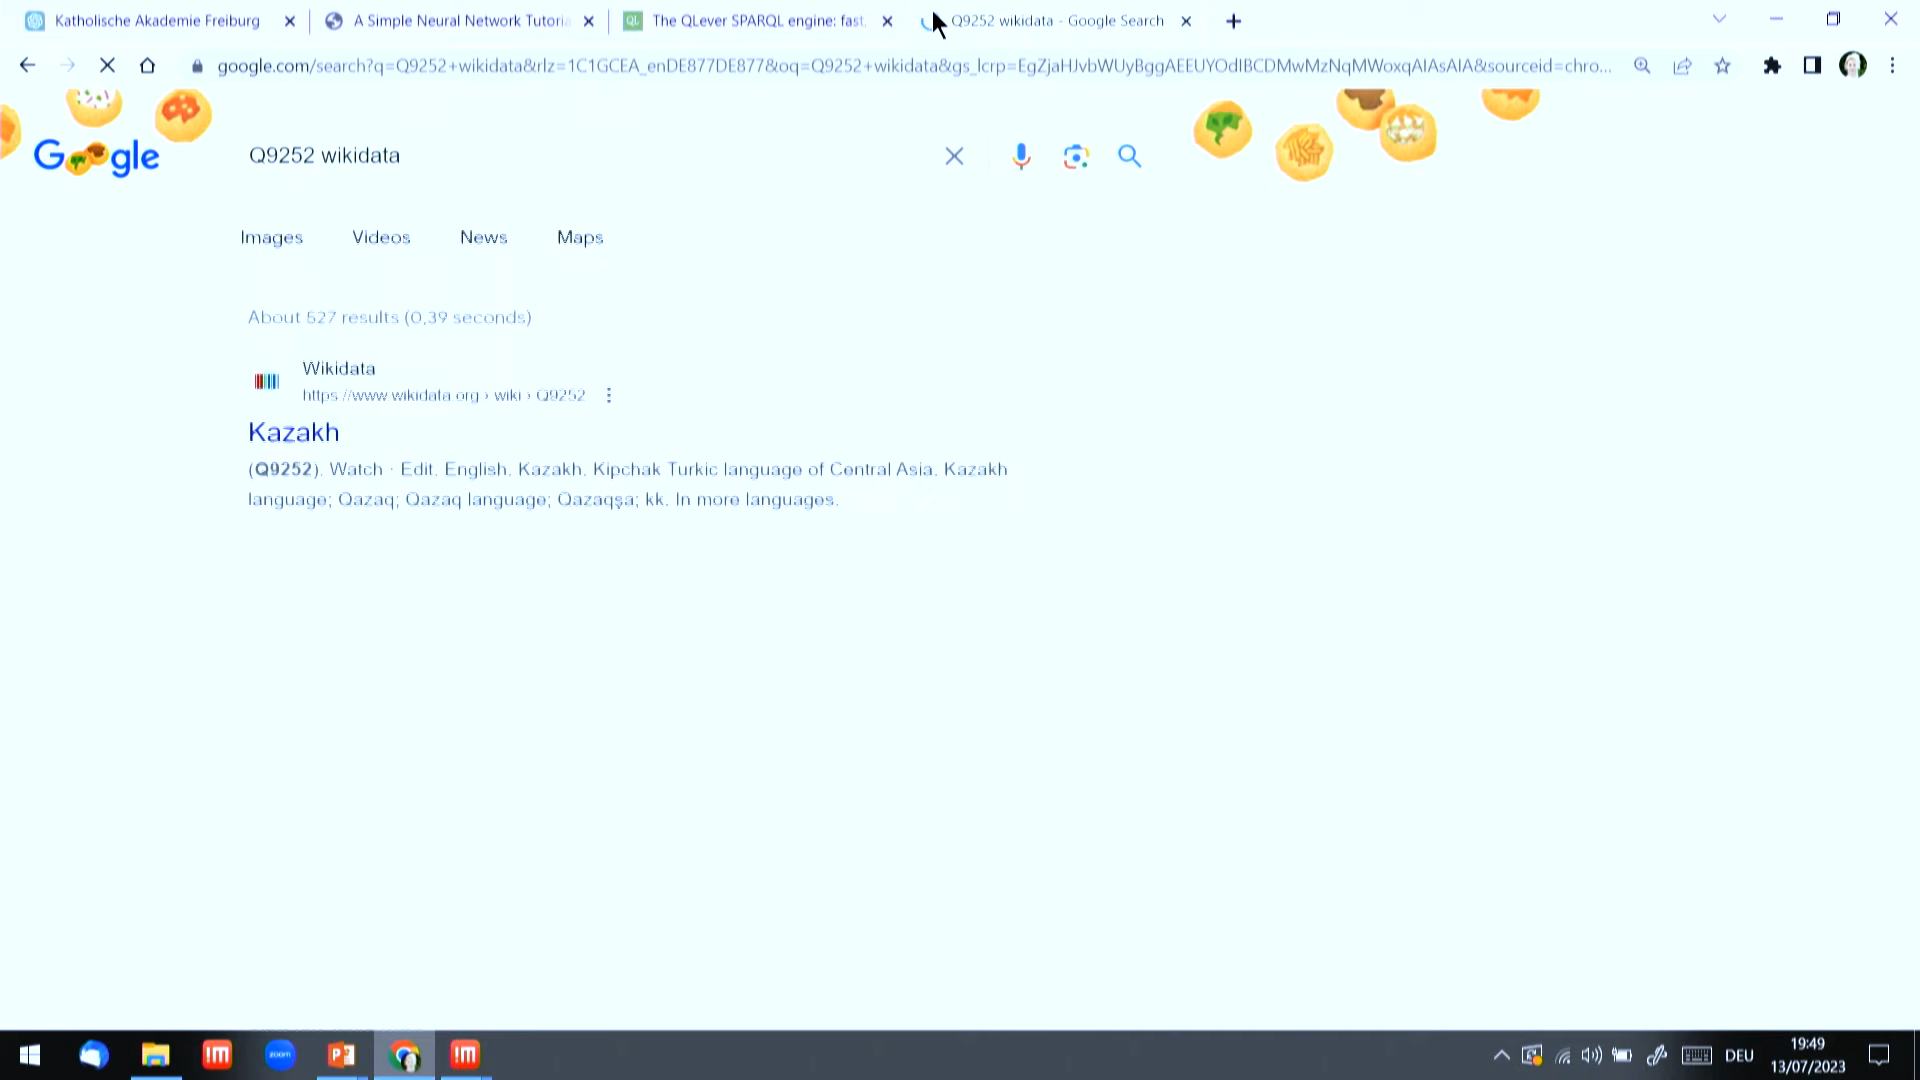 Katholische Akademie Freiburg
A Simple Neural Network Tutoria
The QLever SPARQL engine: fast,
Q9252 wikidata - Google Search
google.com/search?q=Q9252+wikidata&rlz=1C1GCEA_enDE877DE877&oq=Q9252+wikidata&gs_lcrp=EgZjaHJvbWUyBggAEEUYOdIBCDMwMzNqMWoxqAIAsAIA&sourceid=chro...
Google
Q9252 wikidata
Images Videos News Maps
About 527 results (0,39 seconds)
Wikidata
https://www.wikidata.org › wiki › Q9252
Kazakh
(Q9252). Watch · Edit. English. Kazakh. Kipchak Turkic language of Central Asia. Kazakh
language; Qazaq; Qazaq language; Qazaqşa; kk. In more languages.
zoom
DEU
19:49
13/07/2023